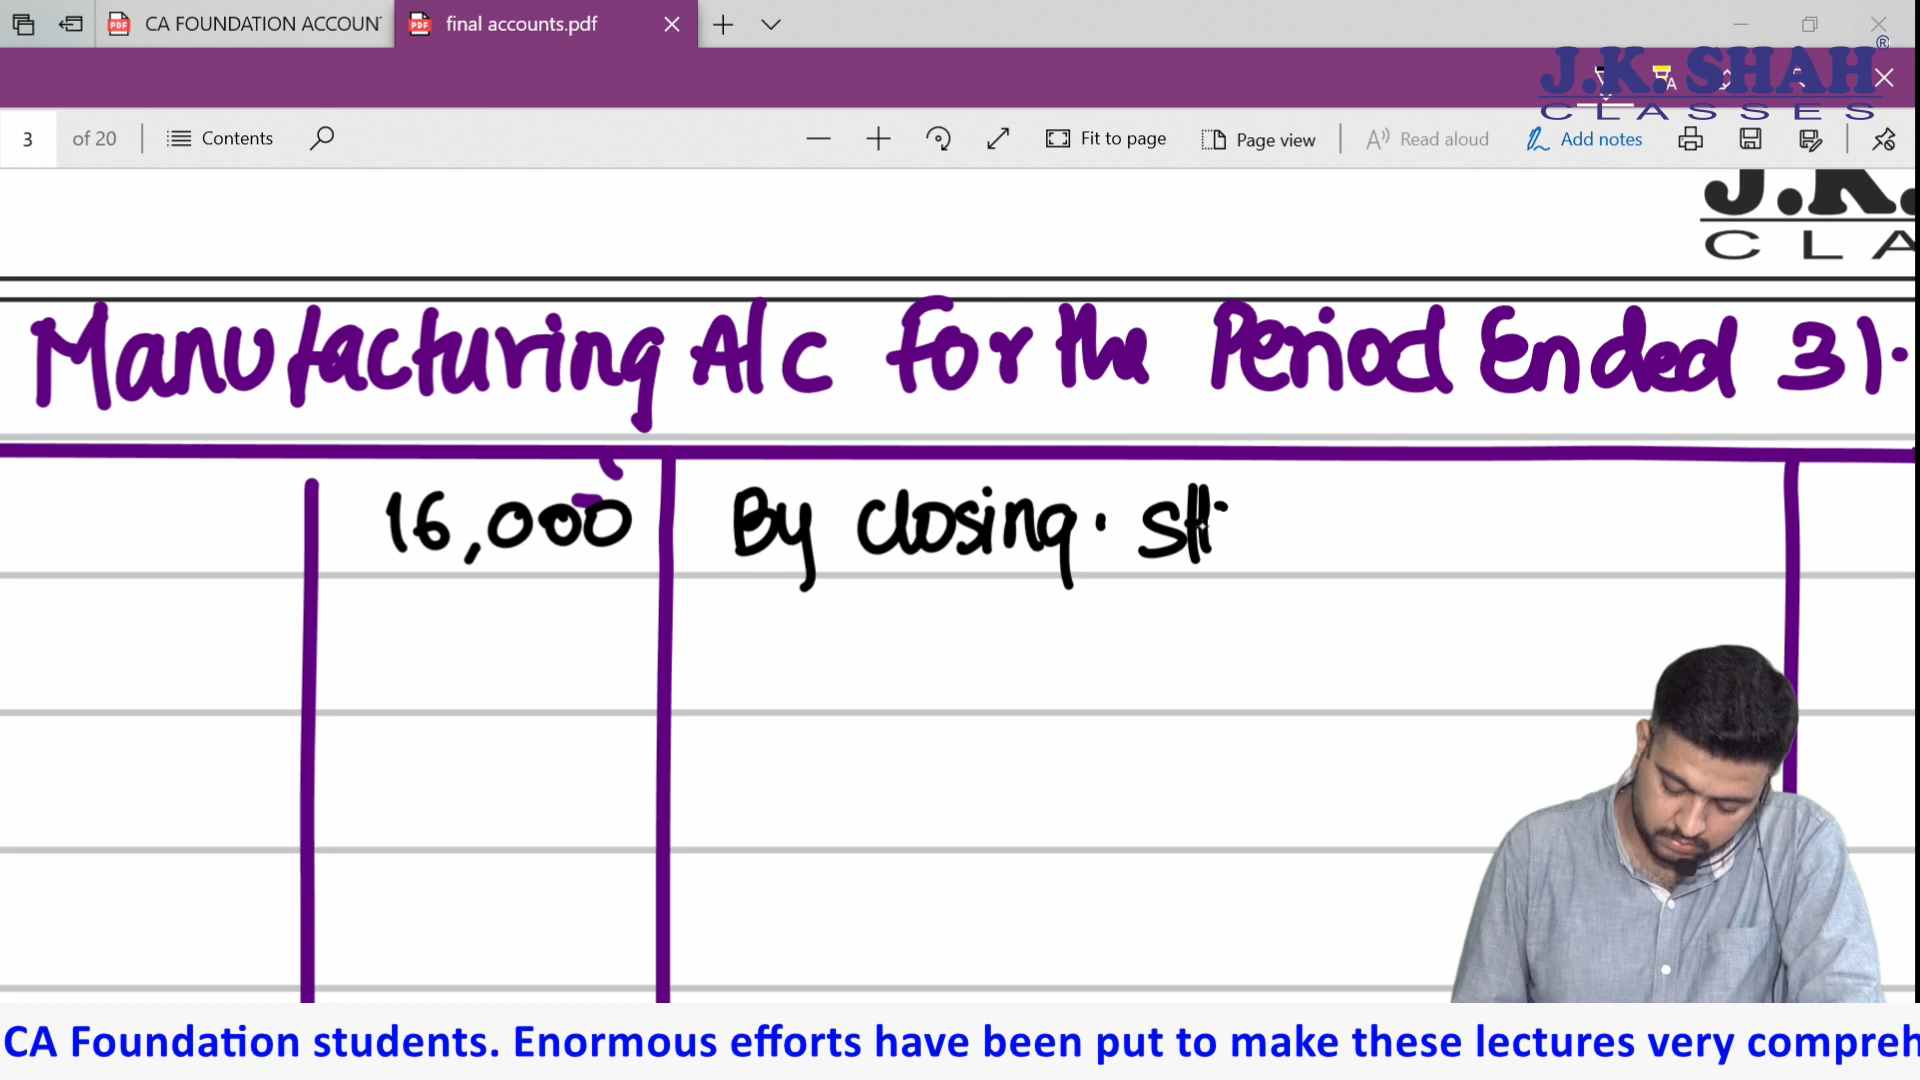 CA FOUNDATION ACCOUN
final accounts.pdf
J.K. SHAH®
CLASSES
3 of 20 Contents Fit to page Page view Read aloud Add notes
J.K.
CLA
Manufacturing A/c for the Period Ended 31.
16,000 By closing.
CA Foundation students. Enormous efforts have been put to make these lectures very compreh